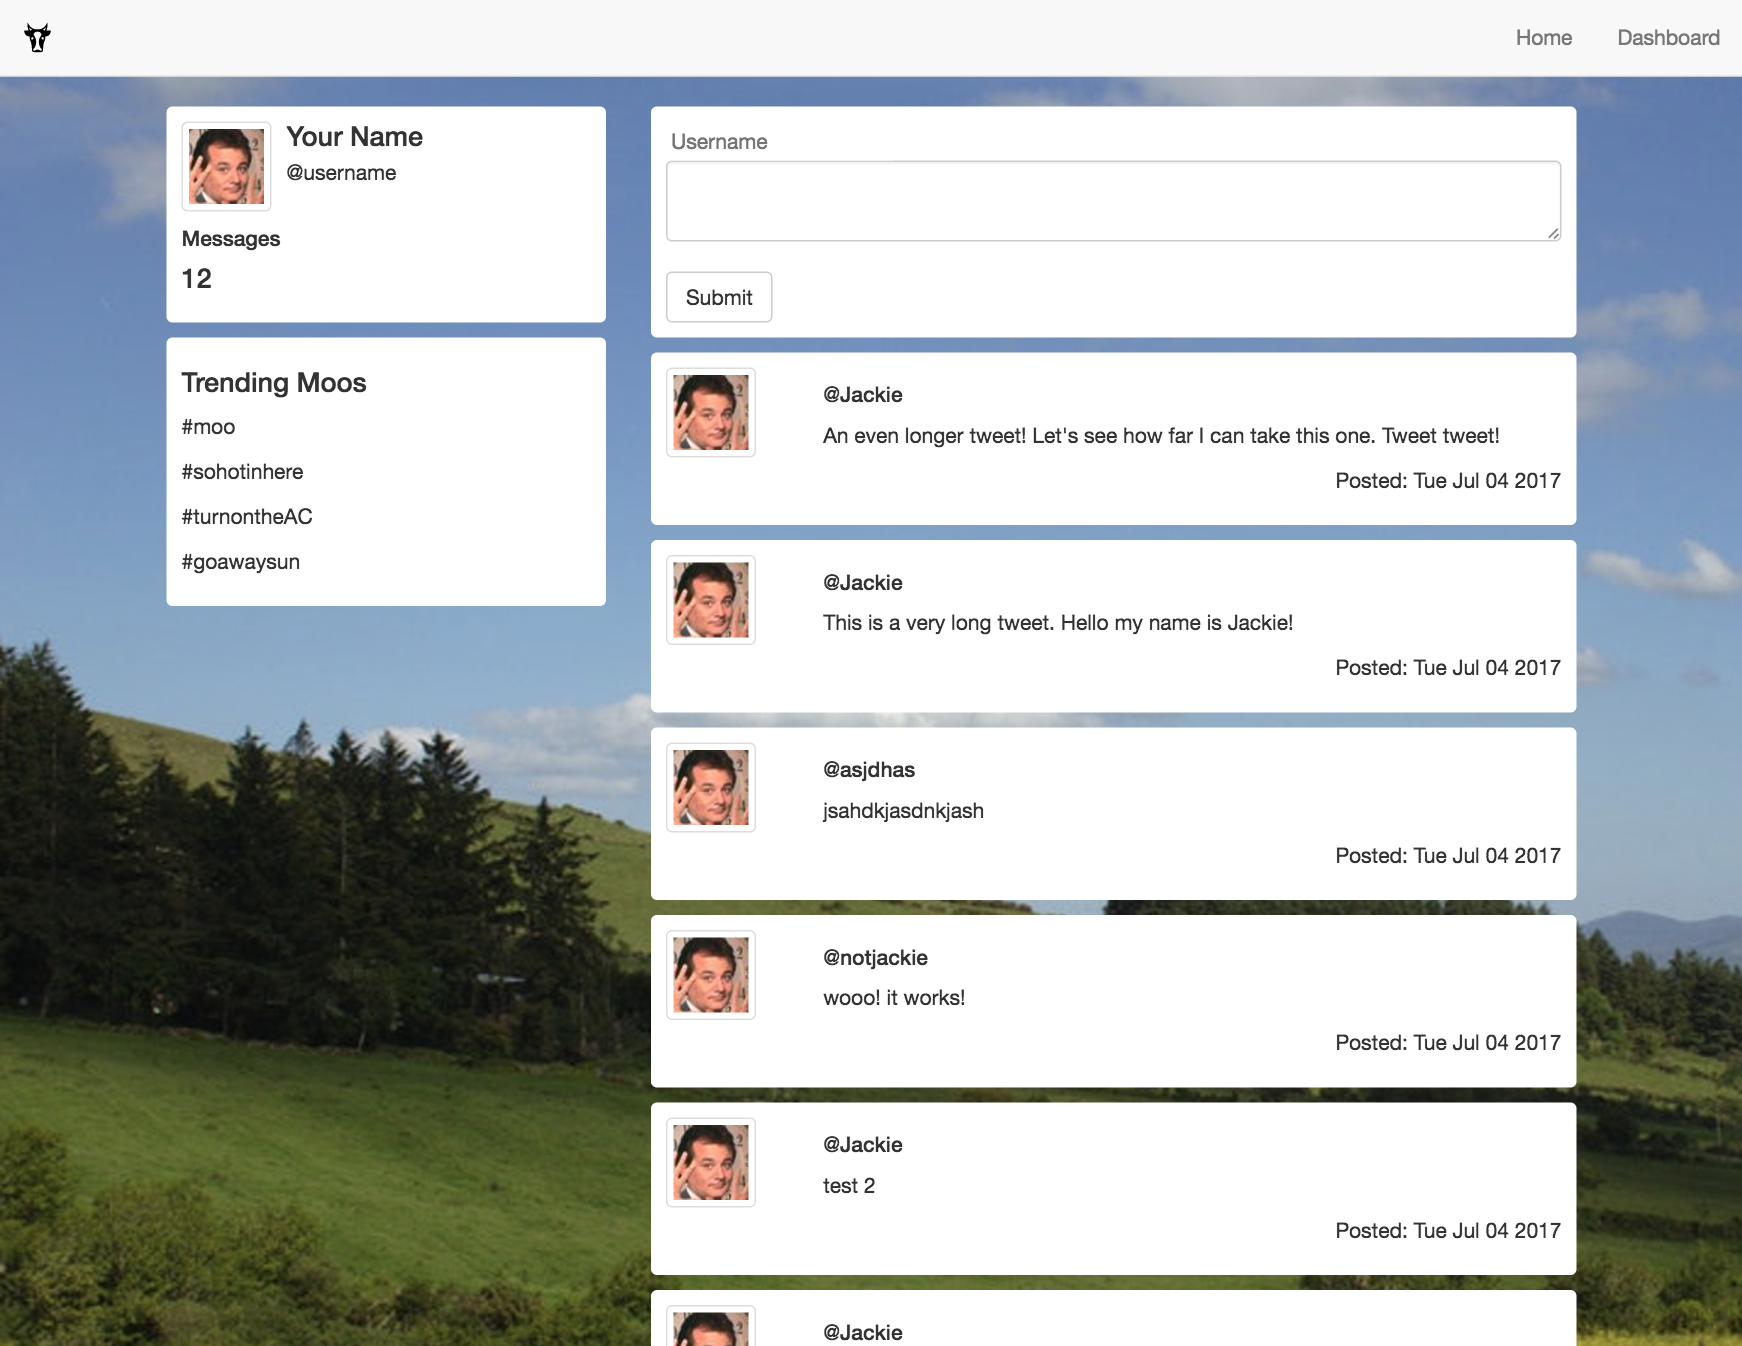 Home Dashboard
Your Name
@username
Messages
12
Trending Moos
#moo
#sohotinhere
#turnontheAC
#goawaysun
Username
Submit
@Jackie
An even longer tweet! Let's see how far I can take this one. Tweet tweet!
Posted: Tue Jul 04 2017
@Jackie
This is a very long tweet. Hello my name is Jackie!
Posted: Tue Jul 04 2017
@asjdhas
jsahdkjasdnkjash
Posted: Tue Jul 04 2017
@notjackie
wooo! it works!
Posted: Tue Jul 04 2017
@Jackie
test 2
Posted: Tue Jul 04 2017
@Jackie